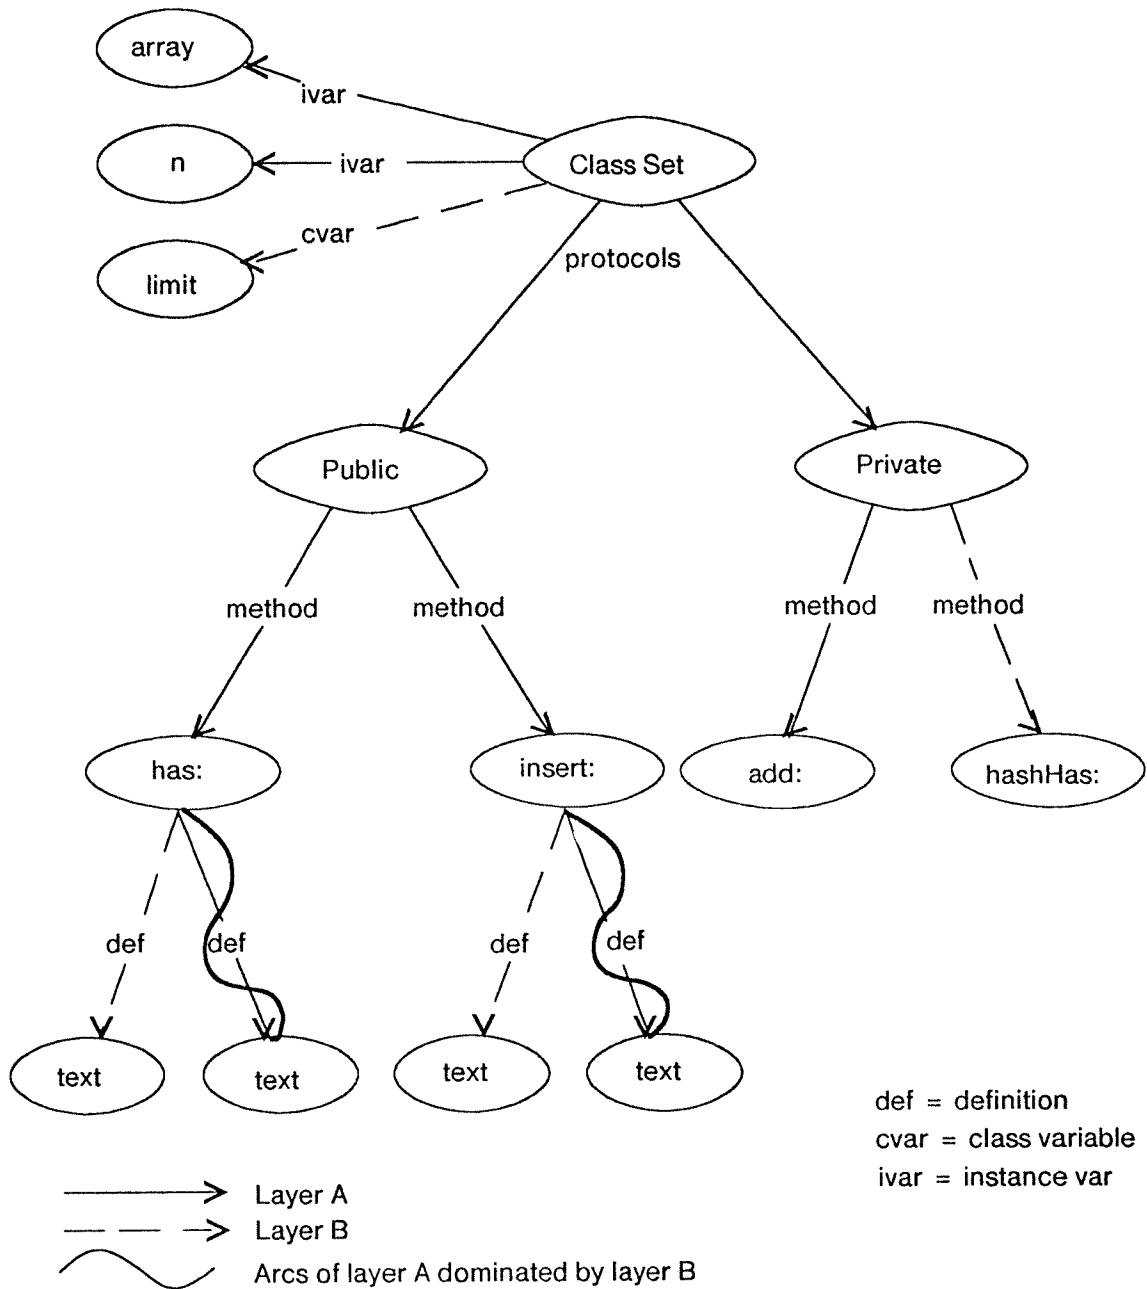 array
ivar
n
ivar
Class Set
cvar
limit
protocols
Public
Private
method
method
method
method
has:
insert:
add:
hashHas:
def
def
def
def
text
text
text
text
def = definition
cvar = class variable
ivar = instance var
Layer A
Layer B
Arcs of layer A dominated by layer B